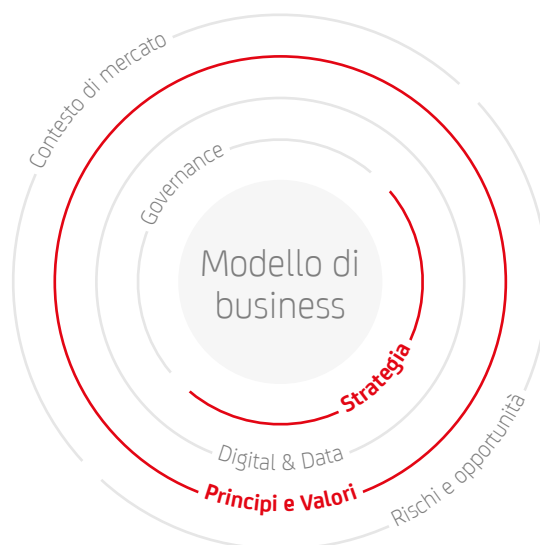 Contesto di mercato
Governance
Modello di
business
Strategia
Digital & Data
Principi e Valori
Rischi e opportunità